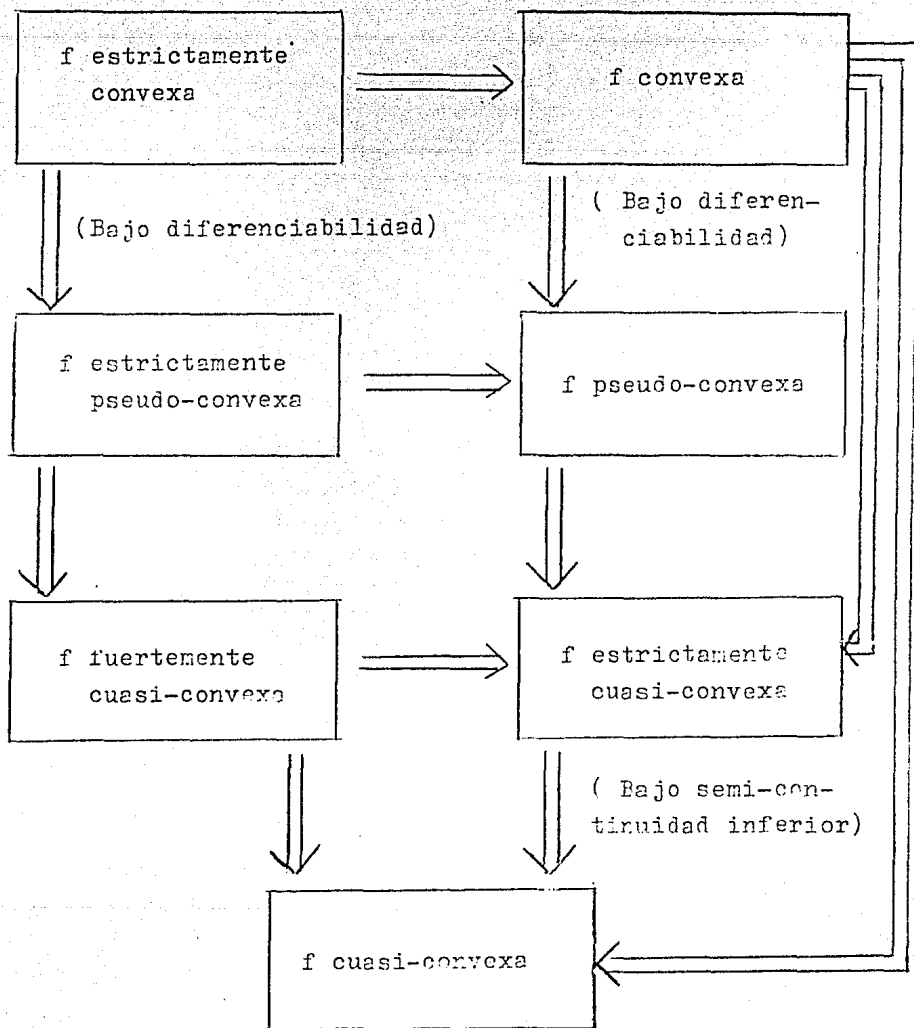 f estrictamente
convexa
f convexa
(Bajo diferenciabilidad)
( Bajo diferen-
ciabilidad)
f estrictamente
pseudo-convexa
f pseudo-convexa
f fuertemente
cuasi-convexa
f estrictamente
cuasi-convexa
( Bajo semi-con-
tinuidad inferior)
f cuasi-convexa